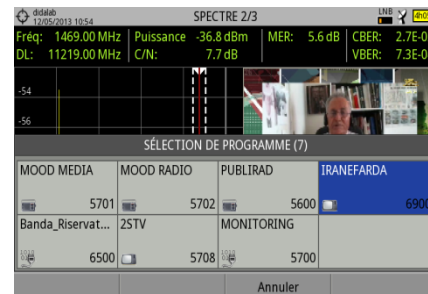 didalab
12/05/2013 10:54 SPECTRE 2/3 LNB 4h05
Fréq: 1469.00 MHz Puissance -36.8 dBm MER: 5.6 dB CBER: 2.7E-0
DL: 11219.00 MHz C/N: 7.7 dB VBER: 7.3E-0
-54
-56
SÉLECTION DE PROGRAMME (7)
MOOD MEDIA MOOD RADIO PUBLIRAD IRANEFARDA
5701 5702 5600 6900
Banda_Riservat... 2STV MONITORING
6500 5708 5700
Annuler